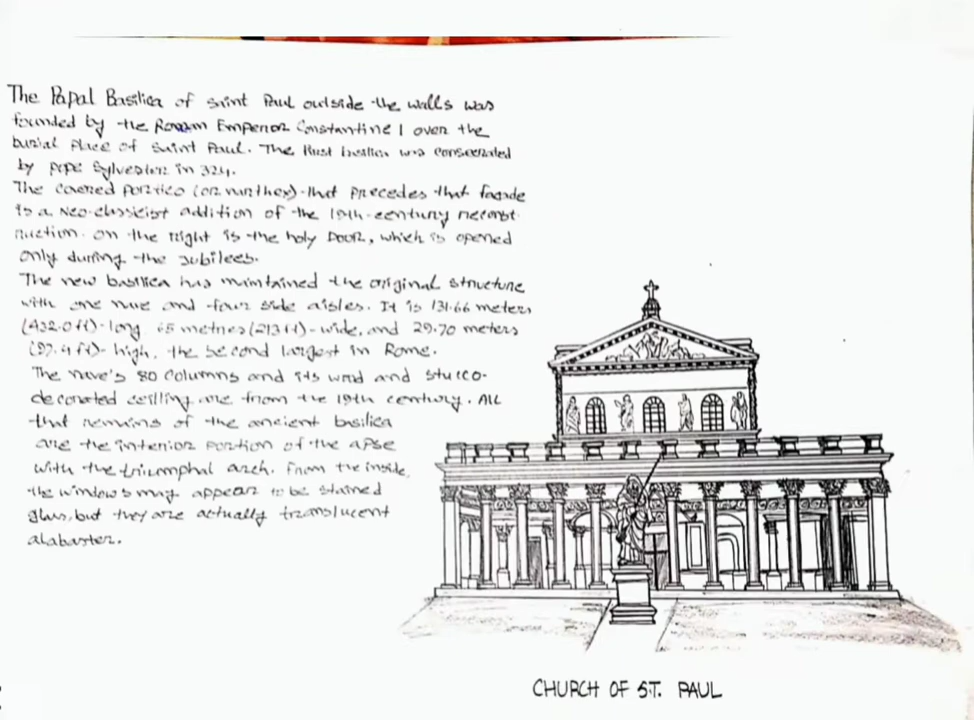 The Papal Basilica of saint Paul outside the walls was
founded by the Roman Emperor Constantine I over the
burial place of Saint Paul. The first basilica was consecrated
by pope Sylvester in 324.
The covered portico (or narthex)-that precedes that facade
is a Neo-classicist addition of the 19th-century reconst-
ruction. On the right is the holy Door, which is opened
only during the Jubilees.
The new basilica has maintained the original structure
with one nave and four side aisles. It is 131.66 meters
(432.0 ft)-long, 65 metres (213 ft)-wide, and 29.70 meters
(97.4 ft)-high, the second largest in Rome.
The nave's 80 columns and its wood and stucco-
decorated ceilling are from the 19th century. All
that remains of the ancient basilica
are the interior portion of the apse
with the triumphal arch. From the inside,
the windows may appear to be stained
glass, but they are actually translucent
alabaster.
CHURCH OF ST. PAUL